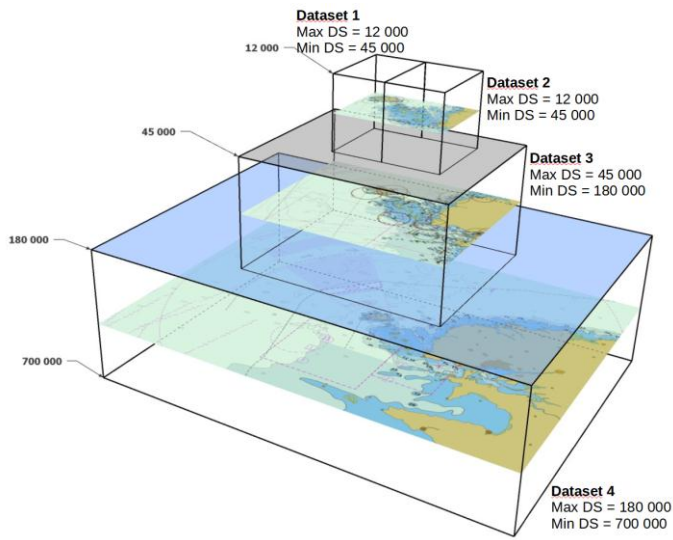 Dataset 1
Max DS = 12 000
Min DS = 45 000
12 000
Dataset 2
Max DS = 12 000
Min DS = 45 000
45 000
Dataset 3
Max DS = 45 000
Min DS = 180 000
180 000
700 000
Dataset 4
Max DS = 180 000
Min DS = 700 000